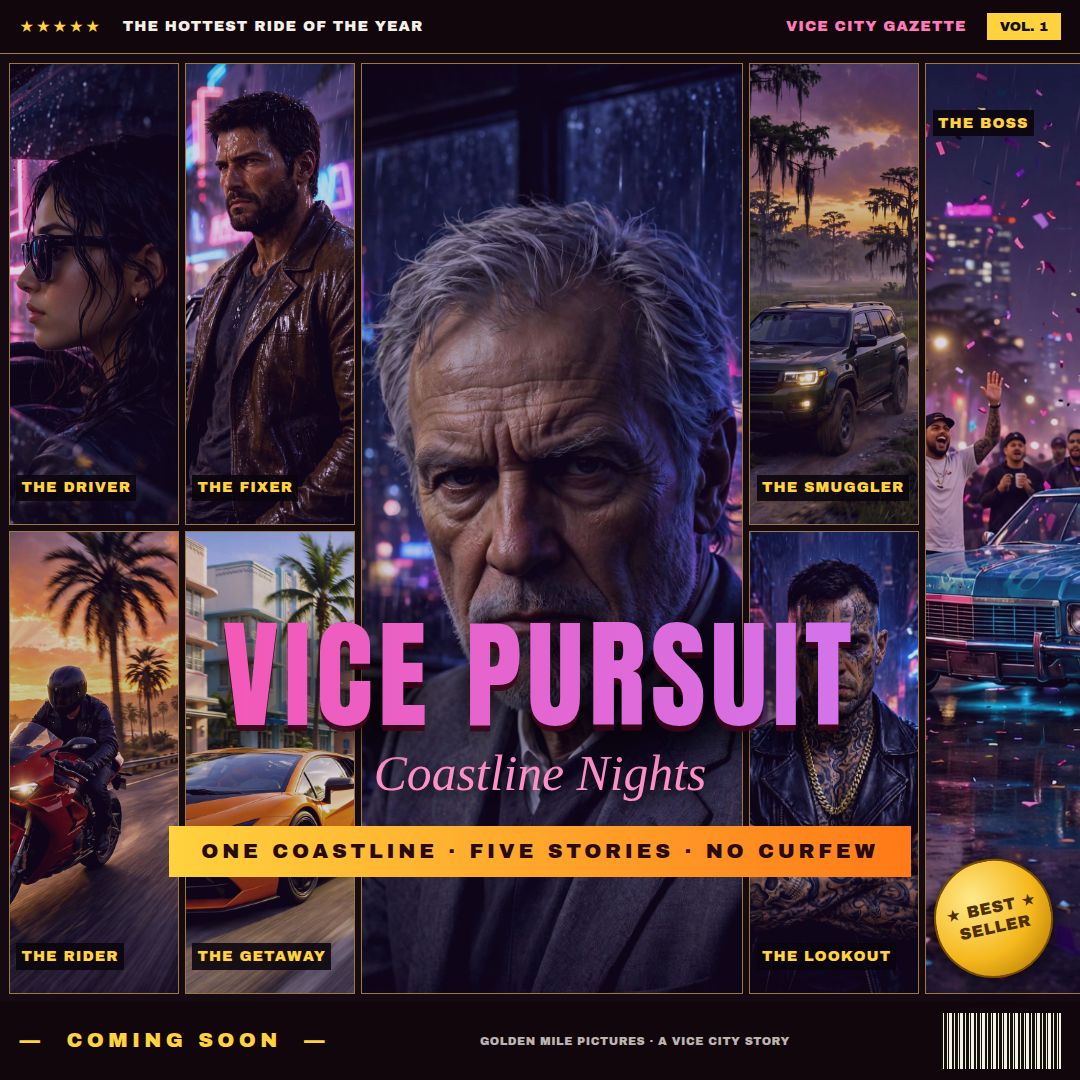 ★★★★★ THE HOTTEST RIDE OF THE YEAR
VICE CITY GAZETTE
VOL. 1
THE BOSS
THE DRIVER
THE FIXER
THE SMUGGLER
VICE PURSUIT
Coastline Nights
ONE COASTLINE · FIVE STORIES · NO CURFEW
★ BEST ★
SELLER
THE RIDER
THE GETAWAY
THE LOOKOUT
— COMING SOON —
GOLDEN MILE PICTURES · A VICE CITY STORY